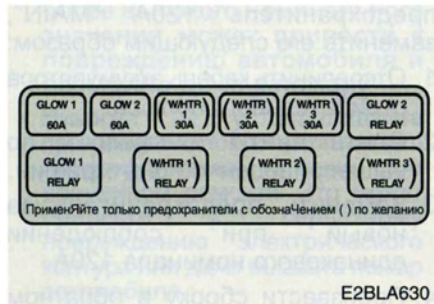 GLOW 1 GLOW 2 (W/HTR 1) (W/HTR 2) (W/HTR 3) GLOW 2
60A 60A 30A 30A 30A RELAY
GLOW 1 (W/HTR 1) (W/HTR 2) (W/HTR 3)
RELAY RELAY RELAY RELAY
ПрименЯйте только предохранители с обознаЧением ( ) по желанию
E2BLA630